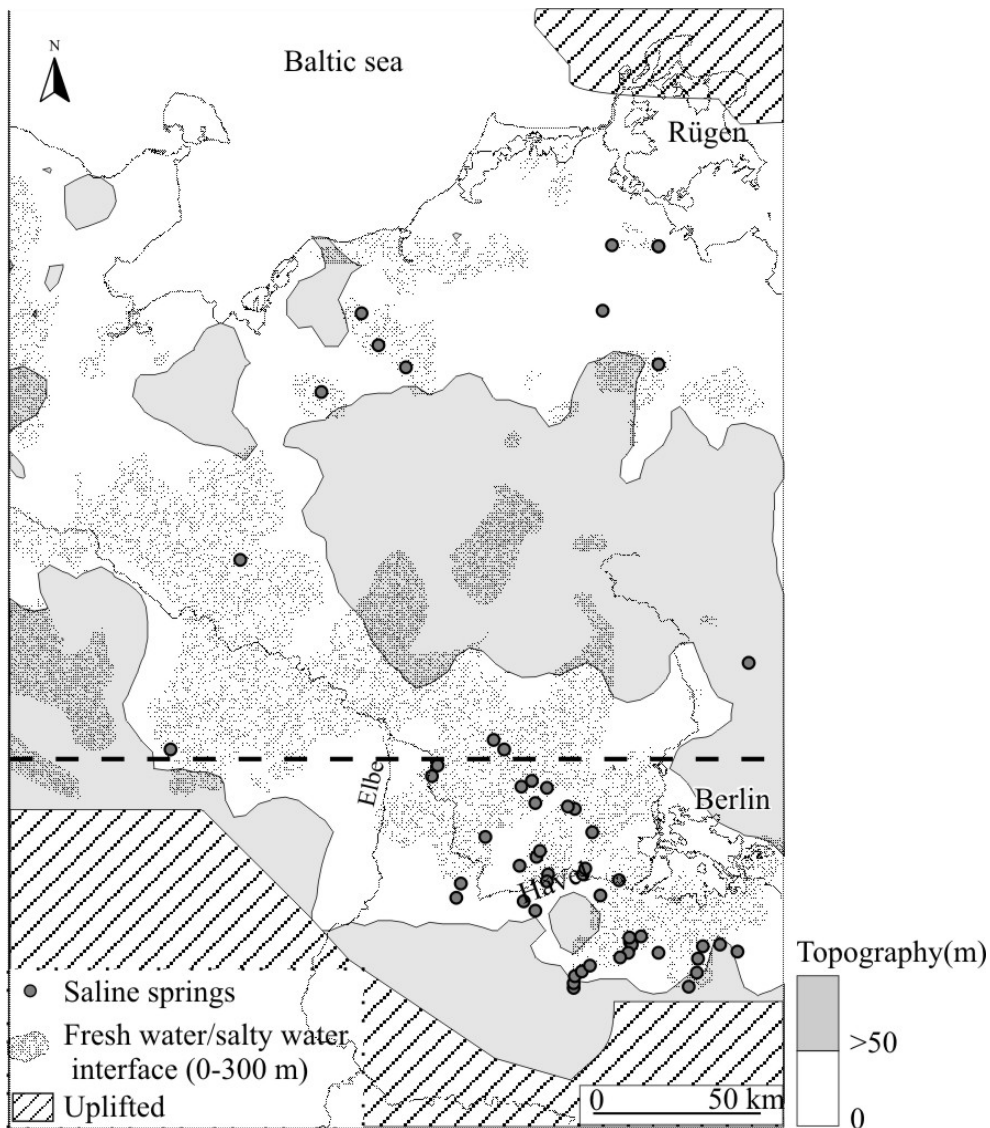 N
Baltic sea
Rügen
Elbe
Berlin
Havel
Topography(m)
>50
0
Saline springs
Fresh water/salty water
interface (0-300 m)
Uplifted
0 50 km